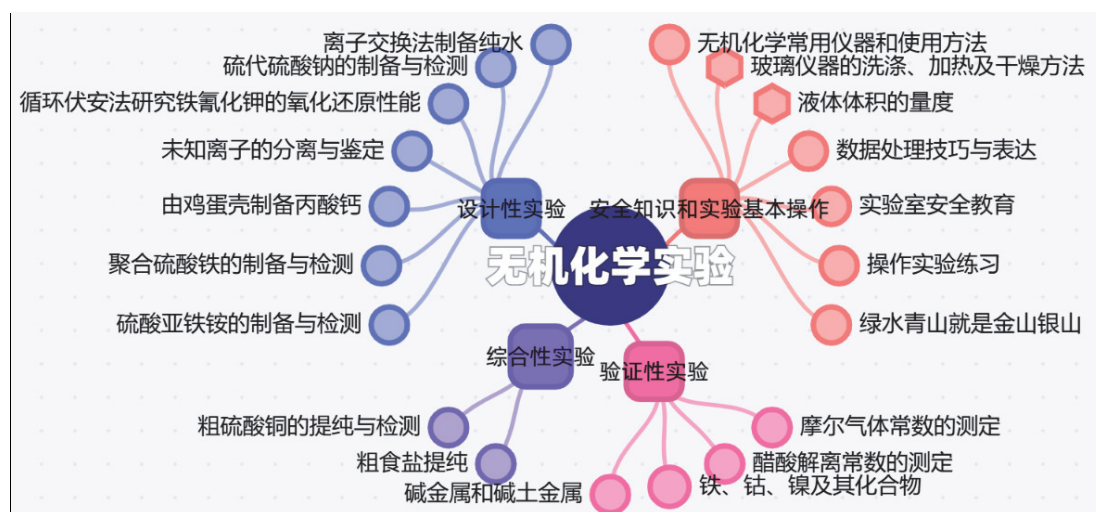 离子交换法制备纯水
硫代硫酸钠的制备与检测
循环伏安法研究铁氰化钾的氧化还原性能
未知离子的分离与鉴定
由鸡蛋壳制备丙酸钙
聚合硫酸铁的制备与检测
硫酸亚铁铵的制备与检测
设计性实验
无机化学常用仪器和使用方法
玻璃仪器的洗涤、加热及干燥方法
液体体积的量度
数据处理技巧与表达
实验室安全教育
操作实验练习
绿水青山就是金山银山
安全知识和实验基本操作
无机化学实验
综合性实验
粗硫酸铜的提纯与检测
粗食盐提纯
验证性实验
摩尔气体常数的测定
醋酸解离常数的测定
铁、钴、镍及其化合物
碱金属和碱土金属